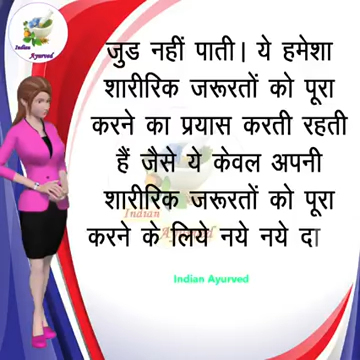 Indian
Ayurved
जुड नहीं पाती। ये हमेशा
शारीरिक जरूरतों को पूरा
करने का प्रयास करती रहती
हैं जैसे ये केवल अपनी
शारीरिक जरूरतों को पूरा
Indian
करने के लिये नये नये दा
Indian Ayurved